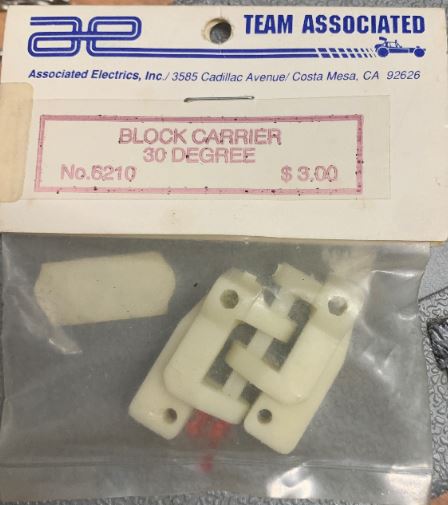 ae
TEAM ASSOCIATED
Associated Electrics, Inc./ 3585 Cadillac Avenue/ Costa Mesa, CA 92626
BLOCK CARRIER
30 DEGREE
No.6210 $ 3.00